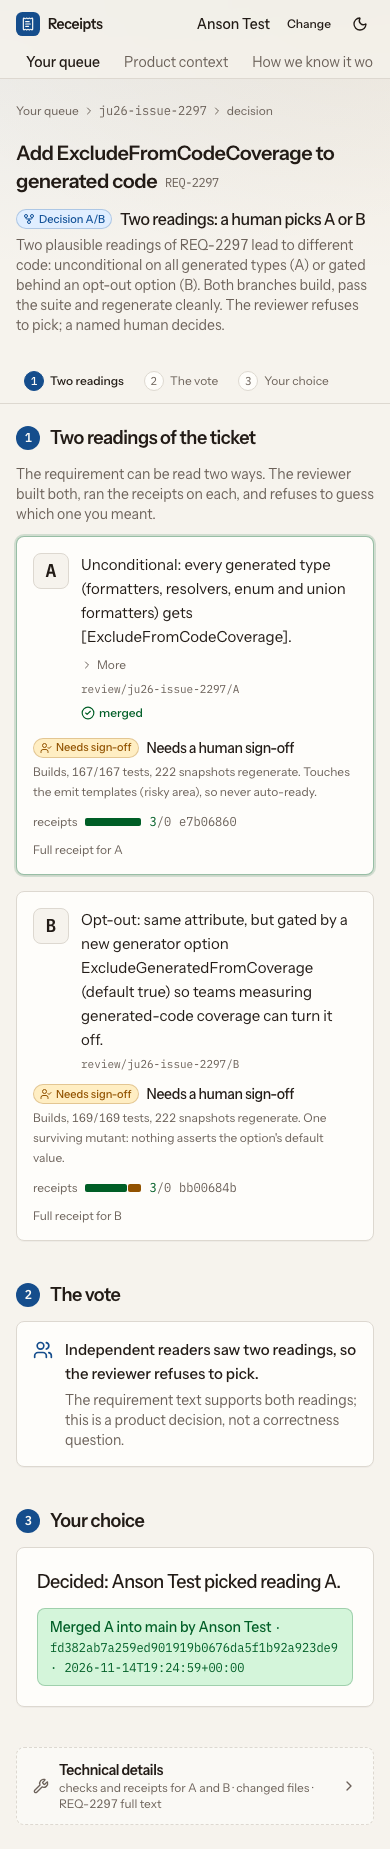 Receipts
Anson Test
Change
Your queue
Product context
How we know it wo
Your queue > ju26-issue-2297 > decision
Add ExcludeFromCodeCoverage to
generated code REQ-2297
Decision A/B Two readings: a human picks A or B
Two plausible readings of REQ-2297 lead to different
code: unconditional on all generated types (A) or gated
behind an opt-out option (B). Both branches build, pass
the suite and regenerate cleanly. The reviewer refuses
to pick; a named human decides.
1 Two readings
2 The vote
3 Your choice
1 Two readings of the ticket
The requirement can be read two ways. The reviewer
built both, ran the receipts on each, and refuses to guess
which one you meant.
A
Unconditional: every generated type
(formatters, resolvers, enum and union
formatters) gets
[ExcludeFromCodeCoverage].
More
review/ju26-issue-2297/A
merged
Needs sign-off Needs a human sign-off
Builds, 167/167 tests, 222 snapshots regenerate. Touches
the emit templates (risky area), so never auto-ready.
receipts 3/0 e7b06860
Full receipt for A
B
Opt-out: same attribute, but gated by a
new generator option
ExcludeGeneratedFromCoverage
(default true) so teams measuring
generated-code coverage can turn it
off.
review/ju26-issue-2297/B
Needs sign-off Needs a human sign-off
Builds, 169/169 tests, 222 snapshots regenerate. One
surviving mutant: nothing asserts the option's default
value.
receipts 3/0 bb00684b
Full receipt for B
2 The vote
Independent readers saw two readings, so
the reviewer refuses to pick.
The requirement text supports both readings;
this is a product decision, not a correctness
question.
3 Your choice
Decided: Anson Test picked reading A.
Merged A into main by Anson Test ·
fd382ab7a259ed901919b0676da5f1b92a923de9
· 2026-11-14T19:24:59+00:00
Technical details
checks and receipts for A and B · changed files ·
REQ-2297 full text